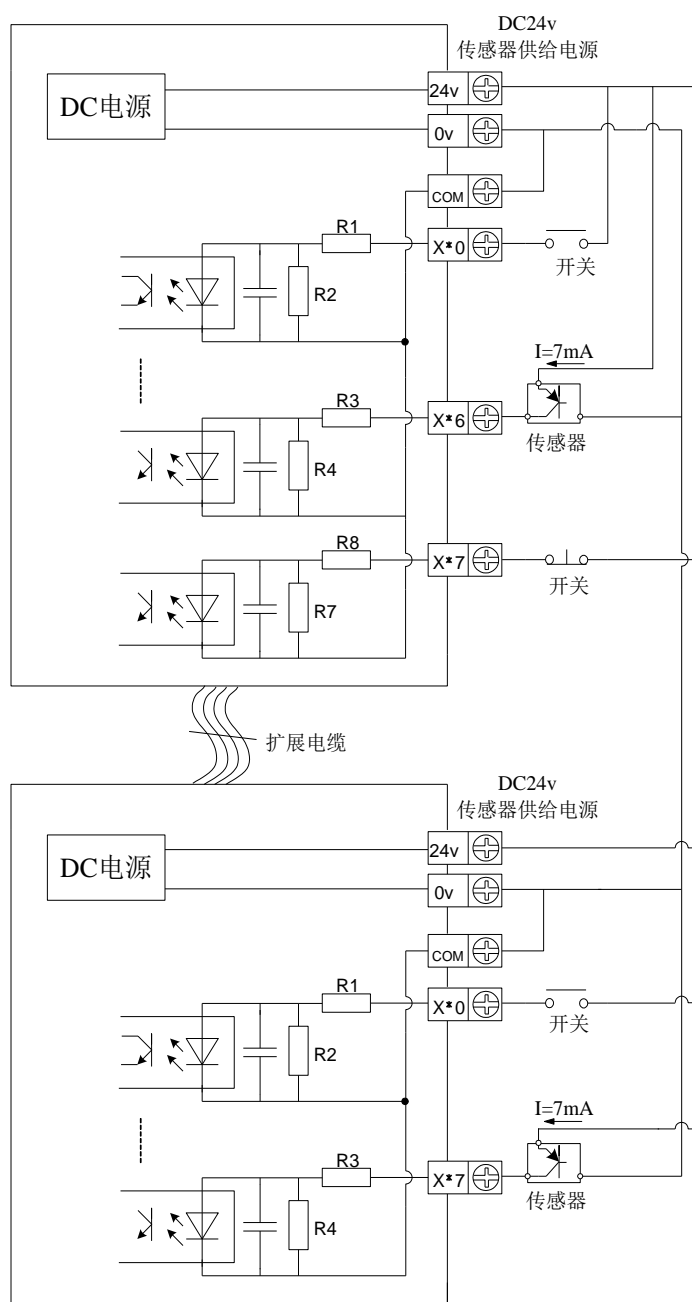 DC24v
传感器供给电源
DC电源
24v
0v
COM
R1
X*0
R2
开关
I=7mA
R3
X*6
R4
传感器
R8
X*7
R7
开关
扩展电缆
DC24v
传感器供给电源
DC电源
24v
0v
COM
R1
X*0
R2
开关
I=7mA
R3
X*7
R4
传感器